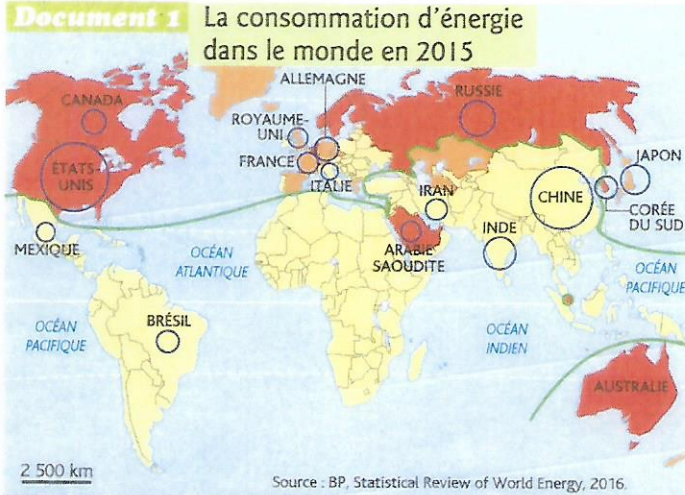 Document 1
La consommation d'énergie
dans le monde en 2015
ALLEMAGNE
CANADA
RUSSIE
ROYAUME-
UNI
FRANCE
ÉTATS-
UNIS
ITALIE
JAPON
IRAN
CHINE
CORÉE
DU SUD
MEXIQUE
INDE
OCÉAN
ATLANTIQUE
ARABIE
SAOUDITE
OCÉAN
PACIFIQUE
BRÉSIL
OCÉAN
PACIFIQUE
OCÉAN
INDIEN
AUSTRALIE
2 500 km
Source : BP, Statistical Review of World Energy, 2016.